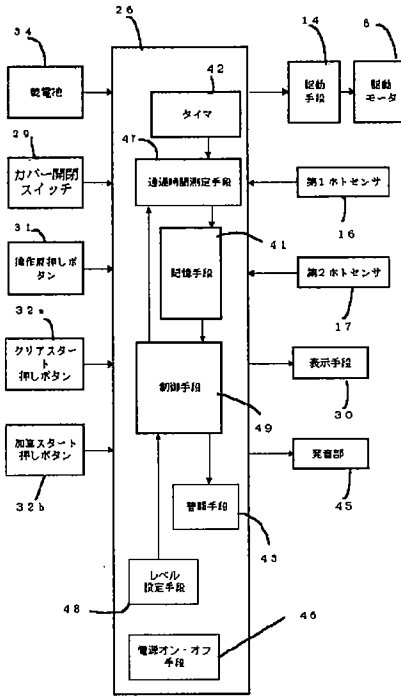 34
26
14
6
乾電池
42
駆動
手段
駆動
モータ
タイマ
29
47
カバー開閉
スイッチ
通過時間測定手段
第1ホトセンサ
31
41
16
操作用押し
ボタン
記憶手段
第2ホトセンサ
32a
17
クリアスタート
押しボタン
制御手段
表示手段
49
30
加算スタート
押しボタン
発音部
32b
45
手段
43
レベル
設定手段
48
46
電源オン・オフ
手段